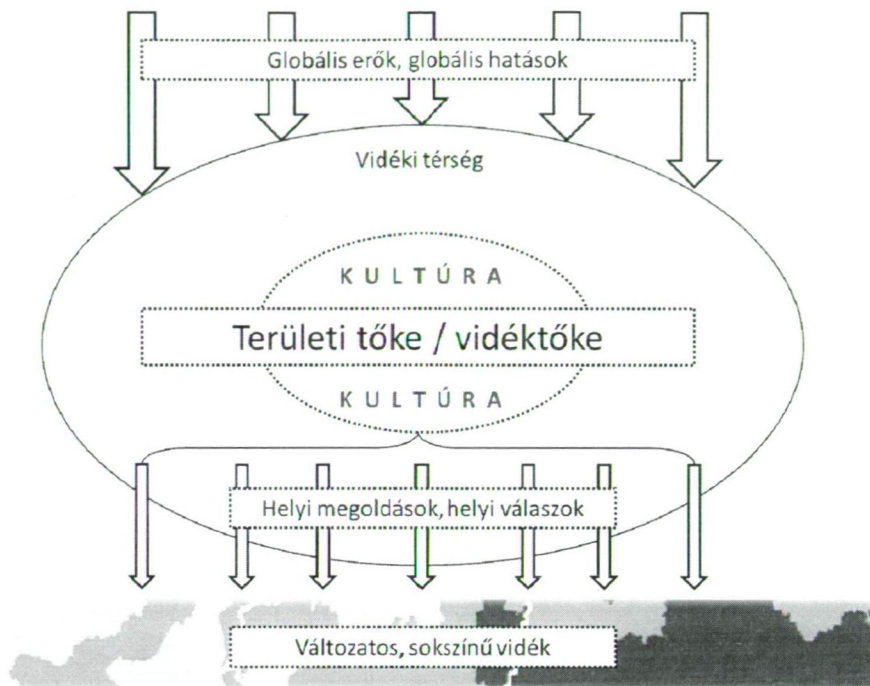 Globális erők, globális hatások
Vidéki térség
KULTÚRA
Területi tőke / vidéktőke
KULTÚRA
Helyi megoldások, helyi válaszok
Változatos, sokszínű vidék